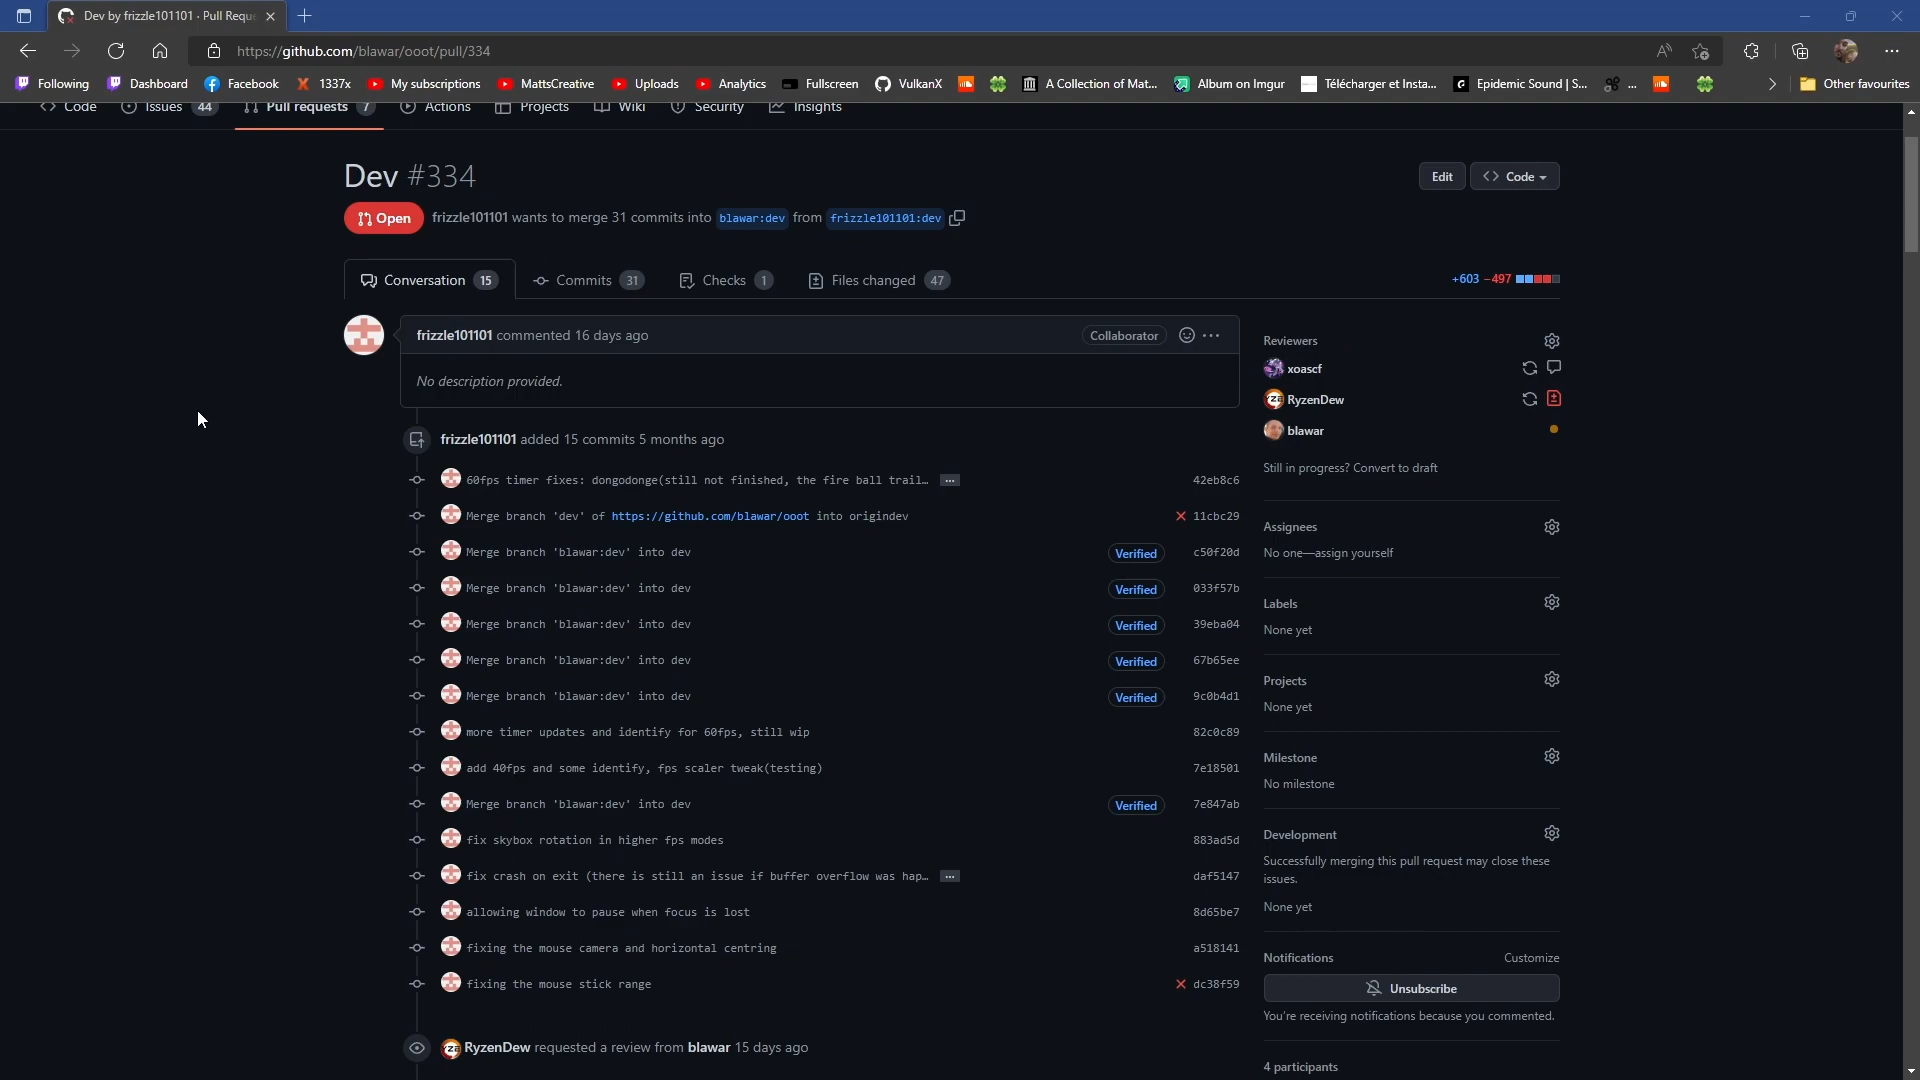 Dev by frizzle101101 · Pull Reque
https://github.com/blawar/ooot/pull/334
Following Dashboard Facebook 1337x My subscriptions MattsCreative Uploads Analytics Fullscreen VulkanX A Collection of Mat... Album on Imgur Télécharger et Insta... Epidemic Sound | S... ... Other favourites
Code Issues 44 Pull requests 7 Actions Projects Wiki Security Insights
Dev #334
Edit <> Code
Open frizzle101101 wants to merge 31 commits into blawar:dev from frizzle101101:dev
Conversation 15 Commits 31 Checks 1 Files changed 47 +603 −497
frizzle101101 commented 16 days ago Collaborator ...
No description provided.
frizzle101101 added 15 commits 5 months ago
60fps timer fixes: dongodonge(still not finished, the fire ball trail… ... 42eb8c6
Merge branch 'dev' of https://github.com/blawar/ooot into origindev 11cbc29
Merge branch 'blawar:dev' into dev Verified c50f20d
Merge branch 'blawar:dev' into dev Verified 033f57b
Merge branch 'blawar:dev' into dev Verified 39eba04
Merge branch 'blawar:dev' into dev Verified 67b65ee
Merge branch 'blawar:dev' into dev Verified 9c0b4d1
more timer updates and identify for 60fps, still wip 82c0c89
add 40fps and some identify, fps scaler tweak(testing) 7e18501
Merge branch 'blawar:dev' into dev Verified 7e847ab
fix skybox rotation in higher fps modes 883ad5d
fix crash on exit (there is still an issue if buffer overflow was hap… ... daf5147
allowing window to pause when focus is lost 8d65be7
fixing the mouse camera and horizontal centring a518141
fixing the mouse stick range dc38f59
RyzenDew requested a review from blawar 15 days ago
Reviewers
xoascf
RyzenDew
blawar
Still in progress? Convert to draft
Assignees
No one—assign yourself
Labels
None yet
Projects
None yet
Milestone
No milestone
Development
Successfully merging this pull request may close these
issues.
None yet
Notifications Customize
Unsubscribe
You're receiving notifications because you commented.
4 participants